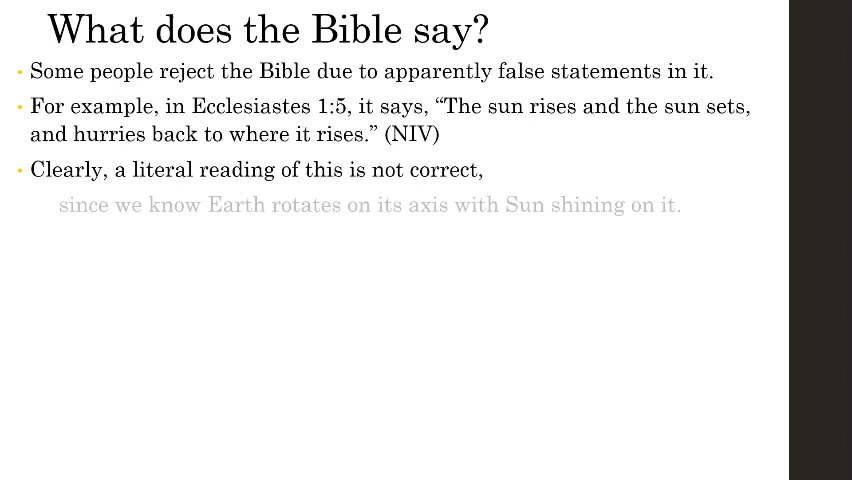 What does the Bible say?
• Some people reject the Bible due to apparently false statements in it.
• For example, in Ecclesiastes 1:5, it says, “The sun rises and the sun sets,
and hurries back to where it rises.” (NIV)
• Clearly, a literal reading of this is not correct,
since we know Earth rotates on its axis with Sun shining on it.